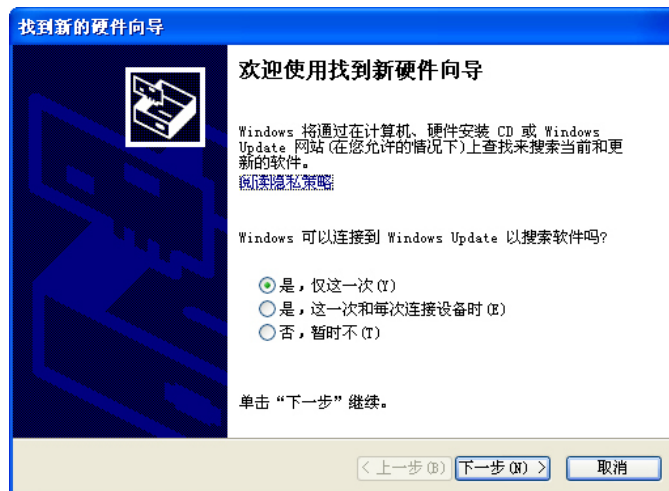 找到新的硬件向导
欢迎使用找到新硬件向导
Windows 将通过在计算机、硬件安装 CD 或 Windows
Update 网站(在您允许的情况下)上查找来搜索当前和更
新的软件。
阅读隐私策略
Windows 可以连接到 Windows Update 以搜索软件吗?
是，仅这一次(Y)
是，这一次和每次连接设备时(E)
否，暂时不(T)
单击“下一步”继续。
< 上一步(B) 下一步(N) > 取消